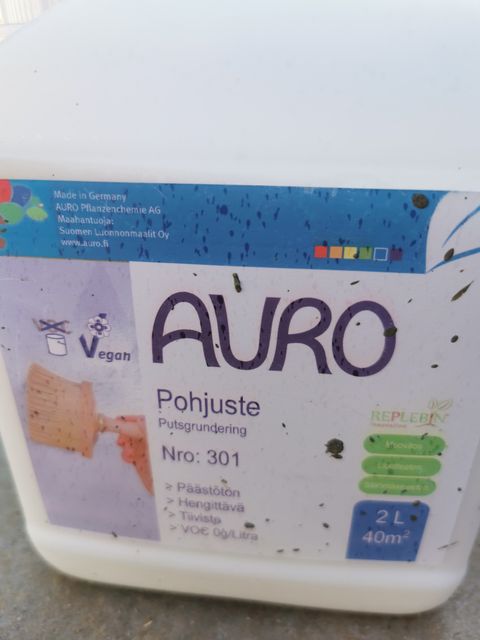 Made in Germany
AURO Pflanzenchemie AG
Maahantuoja:
Suomen Luonnonmaalit Oy
www.auro.fi
Vegan
AURO
Pohjuste
Putsgrundering
Nro: 301
> Päästötön
> Hengittävä
> Tiiviste
> VOC 0g/Litra
REPLEBIN
2 L
40m²